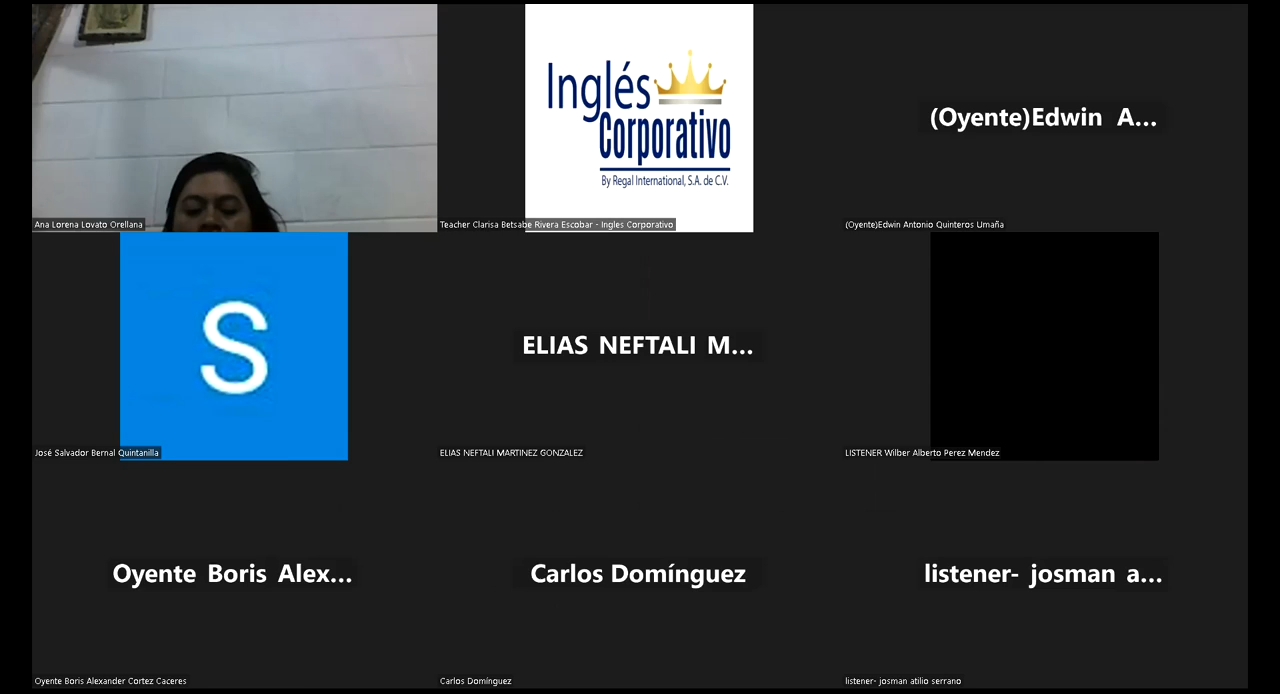 Inglés
Corporativo
By Regal International, S.A. de C.V.
(Oyente)Edwin A...
Ana Lorena Lovato Orellana
Teacher Clarisa Betsabe Rivera Escobar - Ingles Corporativo
(Oyente)Edwin Antonio Quinteros Umaña
S
ELIAS NEFTALI M...
José Salvador Bernal Quintanilla
ELIAS NEFTALI MARTINEZ GONZALEZ
LISTENER Wilber Alberto Perez Mendez
Oyente Boris Alex...
Carlos Domínguez
listener- josman a...
Oyente Boris Alexander Cortez Caceres
Carlos Domínguez
listener- josman atilio serrano